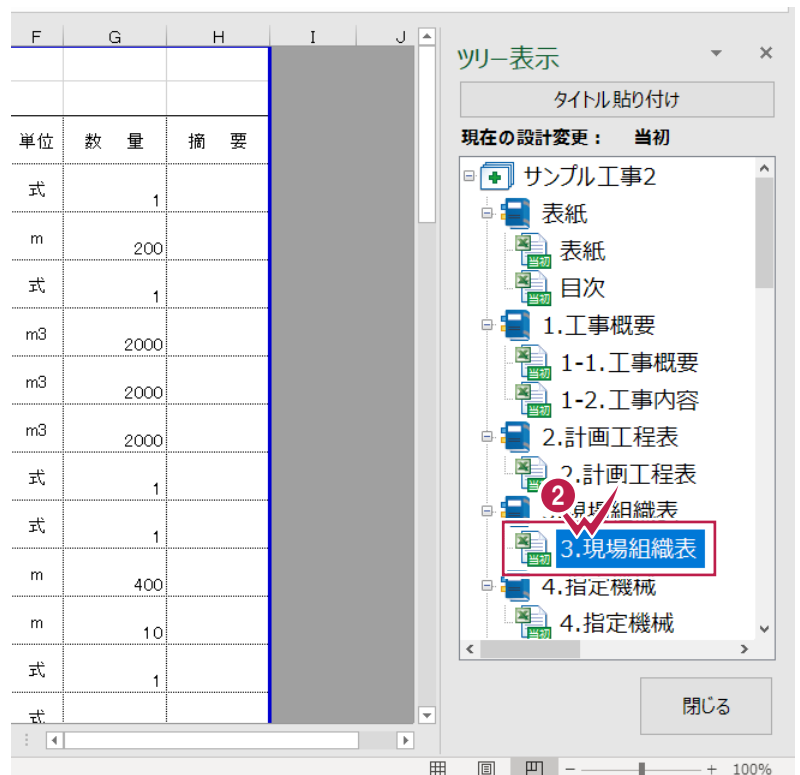 F G H I J
単位 数 量 摘 要
式 1
m 200
式 1
m3 2000
m3 2000
m3 2000
式 1
式 1
m 400
m 10
式 1
式
ツリー表示
タイトル貼り付け
現在の設計変更： 当初
サンプル工事2
表紙
当初 表紙
当初 目次
1.工事概要
当初 1-1.工事概要
当初 1-2.工事内容
2.計画工程表
当初 2.計画工程表
2
現場組織表
当初 3.現場組織表
4.指定機械
当初 4.指定機械
閉じる
100%